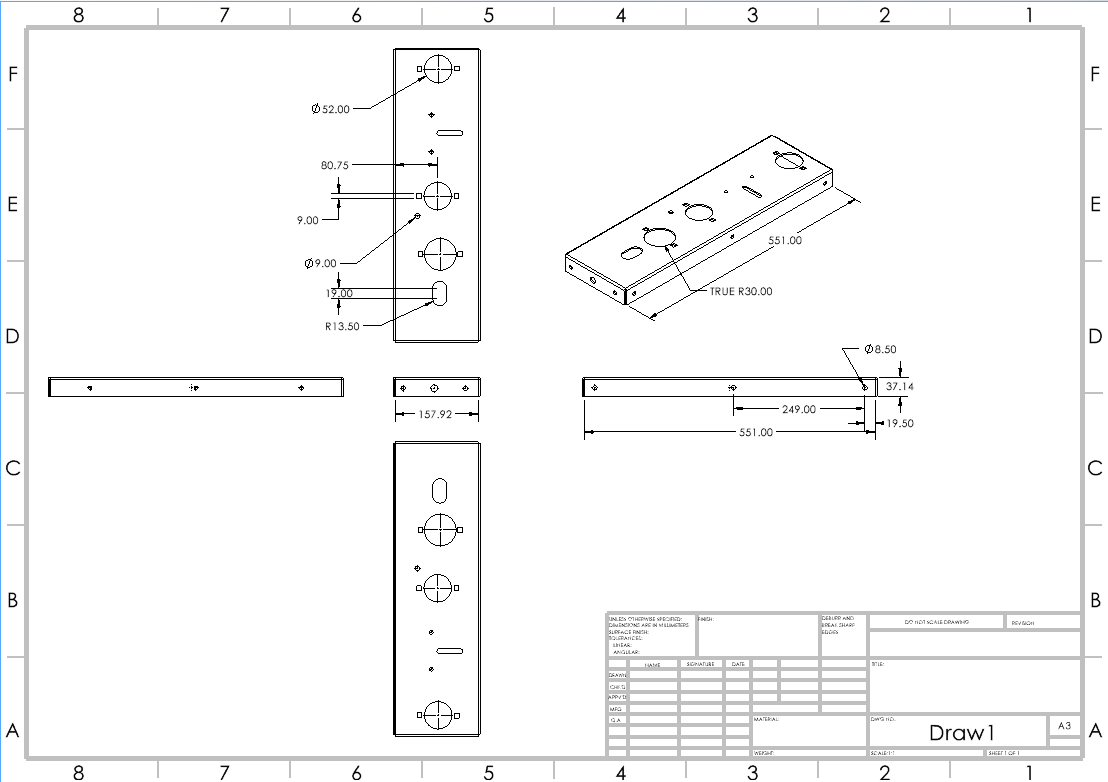 8 7 6 5 4 3 2 1
F F
Ø52.00
80.75
E E
9.00
551.00
Ø9.00
19.00
TRUE R30.00
R13.50
D D
Ø8.50
37.14
157.92
249.00
19.50
551.00
C C
B B
UNLESS OTHERWISE SPECIFIED:
DIMENSIONS ARE IN MILLIMETERS
SURFACE FINISH:
TOLERANCES:
LINEAR:
ANGULAR:
FINISH:
DEBURR AND
BREAK SHARP
EDGES
DO NOT SCALE DRAWING
REVISION
NAME SIGNATURE DATE
TITLE:
DRAWN
CHK'D
APPV'D
MFG
Q.A
MATERIAL:
DWG NO.
Draw1
A3
A A
WEIGHT:
SCALE:1:1
SHEET 1 OF 1
8 7 6 5 4 3 2 1